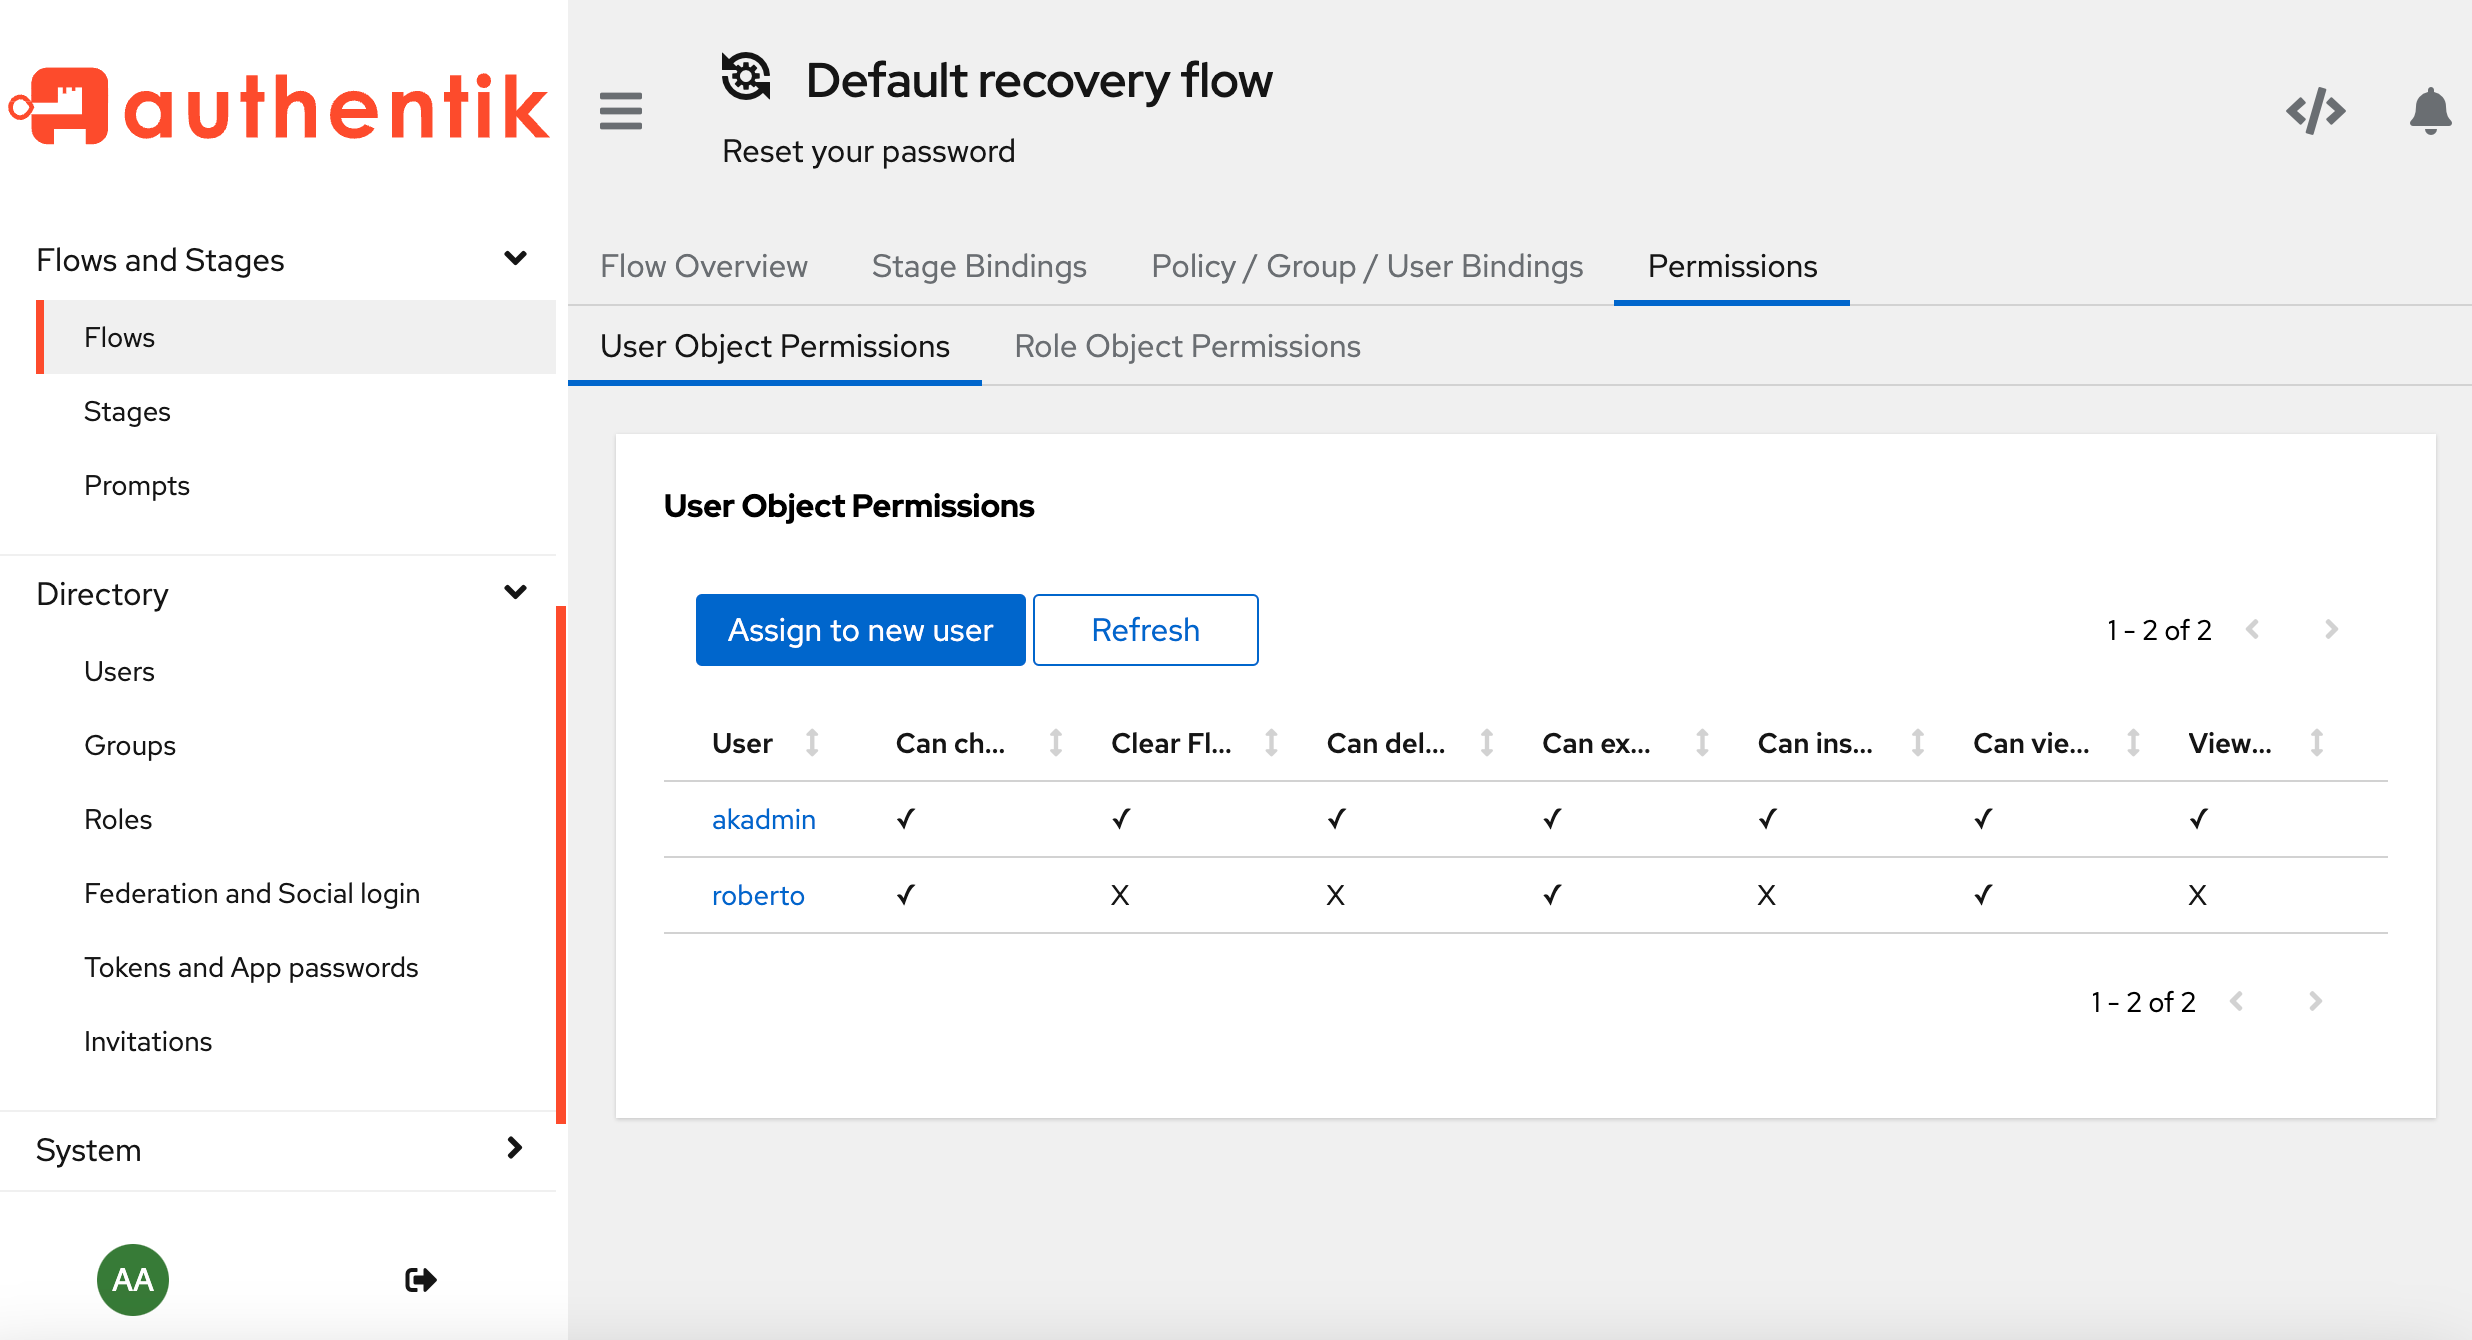 authentik
Default recovery flow
Reset your password
Flows and Stages
Flows
Stages
Prompts
Directory
Users
Groups
Roles
Federation and Social login
Tokens and App passwords
Invitations
System
AA
Flow Overview Stage Bindings Policy / Group / User Bindings Permissions
User Object Permissions Role Object Permissions
User Object Permissions
Assign to new user Refresh 1 - 2 of 2
User Can ch... Clear Fl... Can del... Can ex... Can ins... Can vie... View...
akadmin ✓ ✓ ✓ ✓ ✓ ✓ ✓
roberto ✓ X X ✓ X ✓ X
1 - 2 of 2